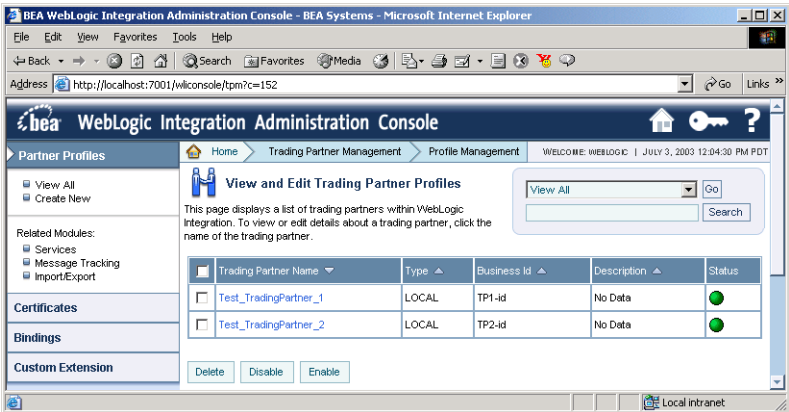 BEA WebLogic Integration Administration Console - BEA Systems - Microsoft Internet Explorer
File Edit View Favorites Tools Help
Back Search Favorites Media
Address http://localhost:7001/wliconsole/tpm?c=152 Go Links »
bea WebLogic Integration Administration Console ?
Partner Profiles
Home Trading Partner Management Profile Management WELCOME: WEBLOGIC | JULY 3, 2003 12:04:30 PM PDT
View All
Create New
Related Modules:
Services
Message Tracking
Import/Export
Certificates
Bindings
Custom Extension
View and Edit Trading Partner Profiles
This page displays a list of trading partners within WebLogic
Integration. To view or edit details about a trading partner, click the
name of the trading partner.
View All Go
Search
Trading Partner Name Type Business Id Description Status
Test_TradingPartner_1 LOCAL TP1-id No Data
Test_TradingPartner_2 LOCAL TP2-id No Data
Delete Disable Enable
Local intranet